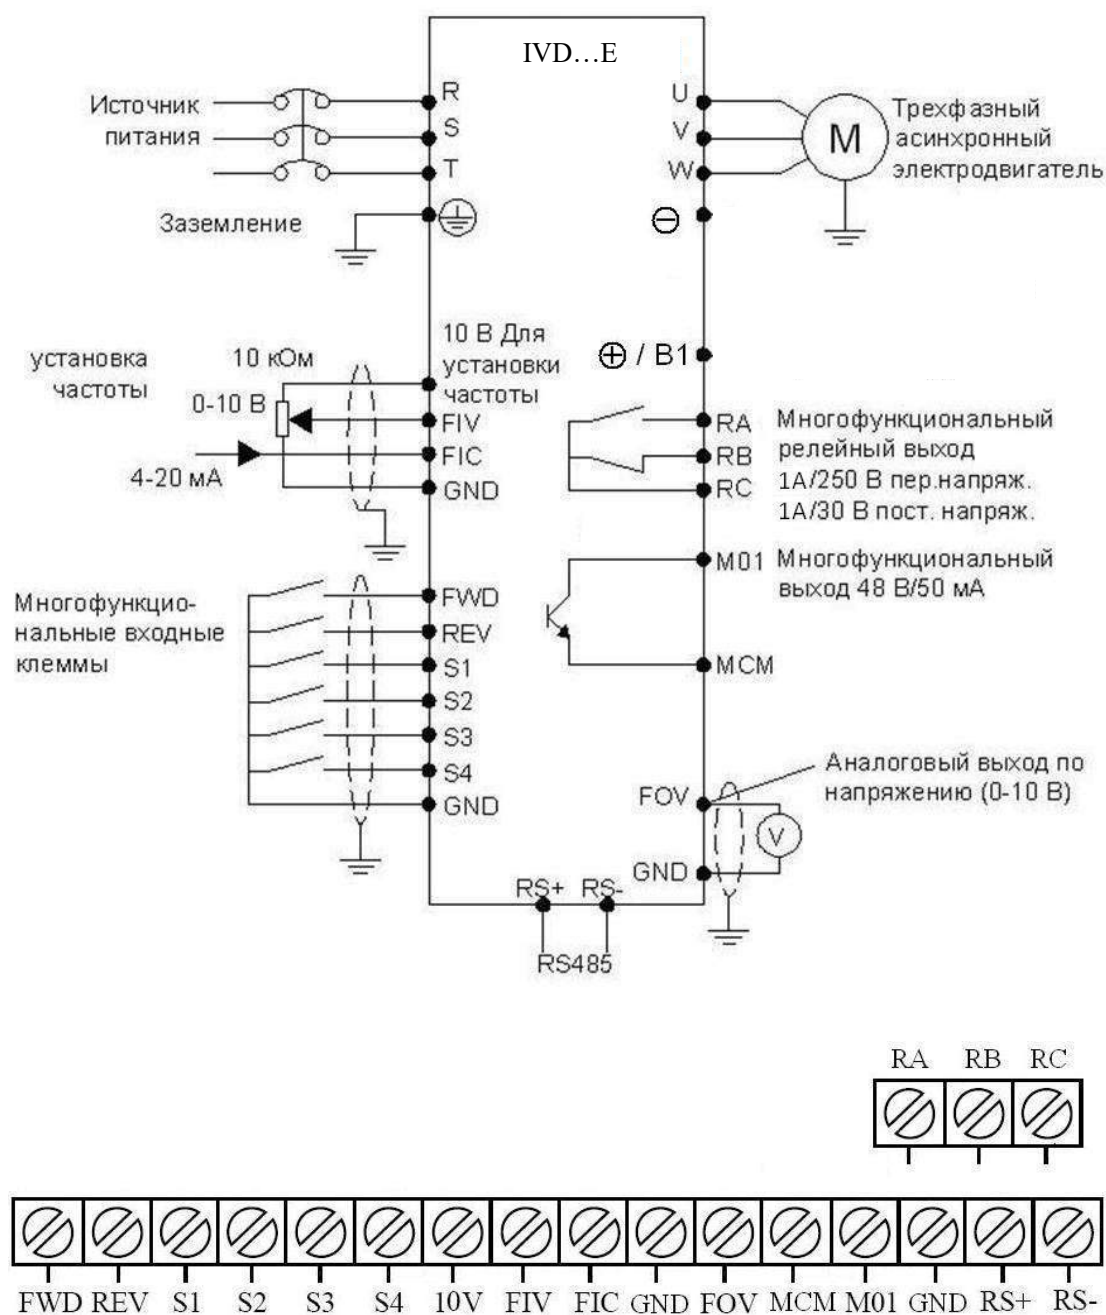 IVD...E
Источник
питания
R
S
T
Заземление
U
V
W
M
Трехфазный
асинхронный
электродвигатель
⊖
установка
частоты
10 кОм
0-10 В
4-20 мА
10 В Для
установки
частоты
FIV
FIC
GND
⊕ / B1
RA
RB
RC
Многофункциональный
релейный выход
1А/250 В пер.напряж.
1А/30 В пост. напряж.
M01
Многофункциональный
выход 48 В/50 мА
MCM
Многофункцио-
нальные входные
клеммы
FWD
REV
S1
S2
S3
S4
GND
FOV
GND
V
Аналоговый выход по
напряжению (0-10 В)
RS+ RS-
RS485
RA RB RC
FWD REV S1 S2 S3 S4 10V FIV FIC GND FOV MCM M01 GND RS+ RS-